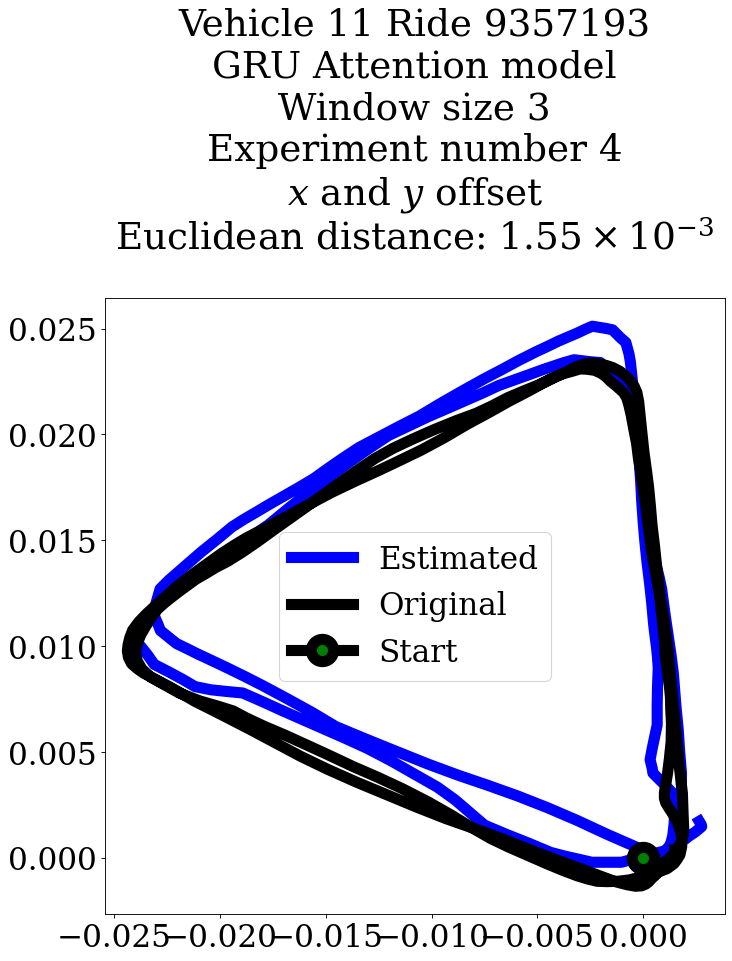 Vehicle 11 Ride 9357193
GRU Attention model
Window size 3
Experiment number 4
x and y offset
Euclidean distance: 1.55 × 10⁻³
0.025
0.020
0.015
Estimated
Original
0.010
Start
0.005
0.000
−0.025 −0.020 −0.015 −0.010 −0.005 0.000